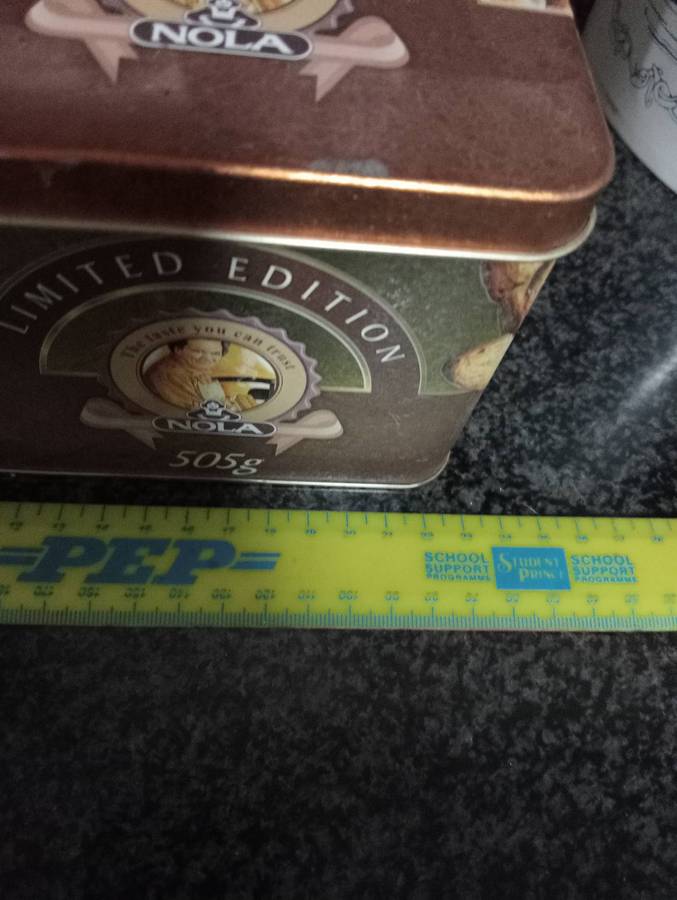 NOLA
LIMITED EDITION
The taste you can trust
NOLA
505g
PEP
SCHOOL
SUPPORT
PROGRAMME
STUDENT
PRINCE
SCHOOL
SUPPORT
PROGRAMME